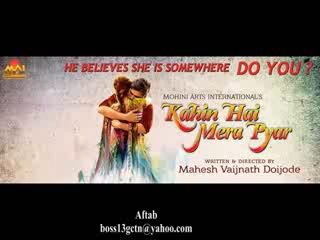 MAI
HE BELIEVES SHE IS SOMEWHERE DO YOU?
MOHINI ARTS INTERNATIONAL'S
Kahin Hai
Mera Pyar
WRITTEN & DIRECTED BY
Mahesh Vaijnath Doijode
Aftab
boss13gctn@yahoo.com